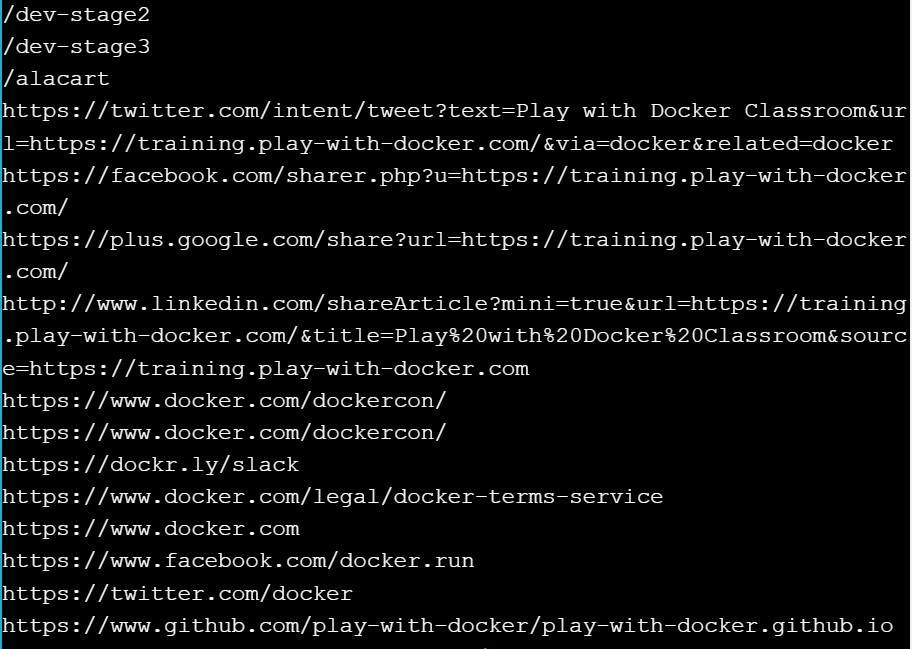 /dev-stage2
/dev-stage3
/alacart
https://twitter.com/intent/tweet?text=Play with Docker Classroom&ur
l=https://training.play-with-docker.com/&via=docker&related=docker
https://facebook.com/sharer.php?u=https://training.play-with-docker
.com/
https://plus.google.com/share?url=https://training.play-with-docker
.com/
http://www.linkedin.com/shareArticle?mini=true&url=https://training
.play-with-docker.com/&title=Play%20with%20Docker%20Classroom&sourc
e=https://training.play-with-docker.com
https://www.docker.com/dockercon/
https://www.docker.com/dockercon/
https://dockr.ly/slack
https://www.docker.com/legal/docker-terms-service
https://www.docker.com
https://www.facebook.com/docker.run
https://twitter.com/docker
https://www.github.com/play-with-docker/play-with-docker.github.io